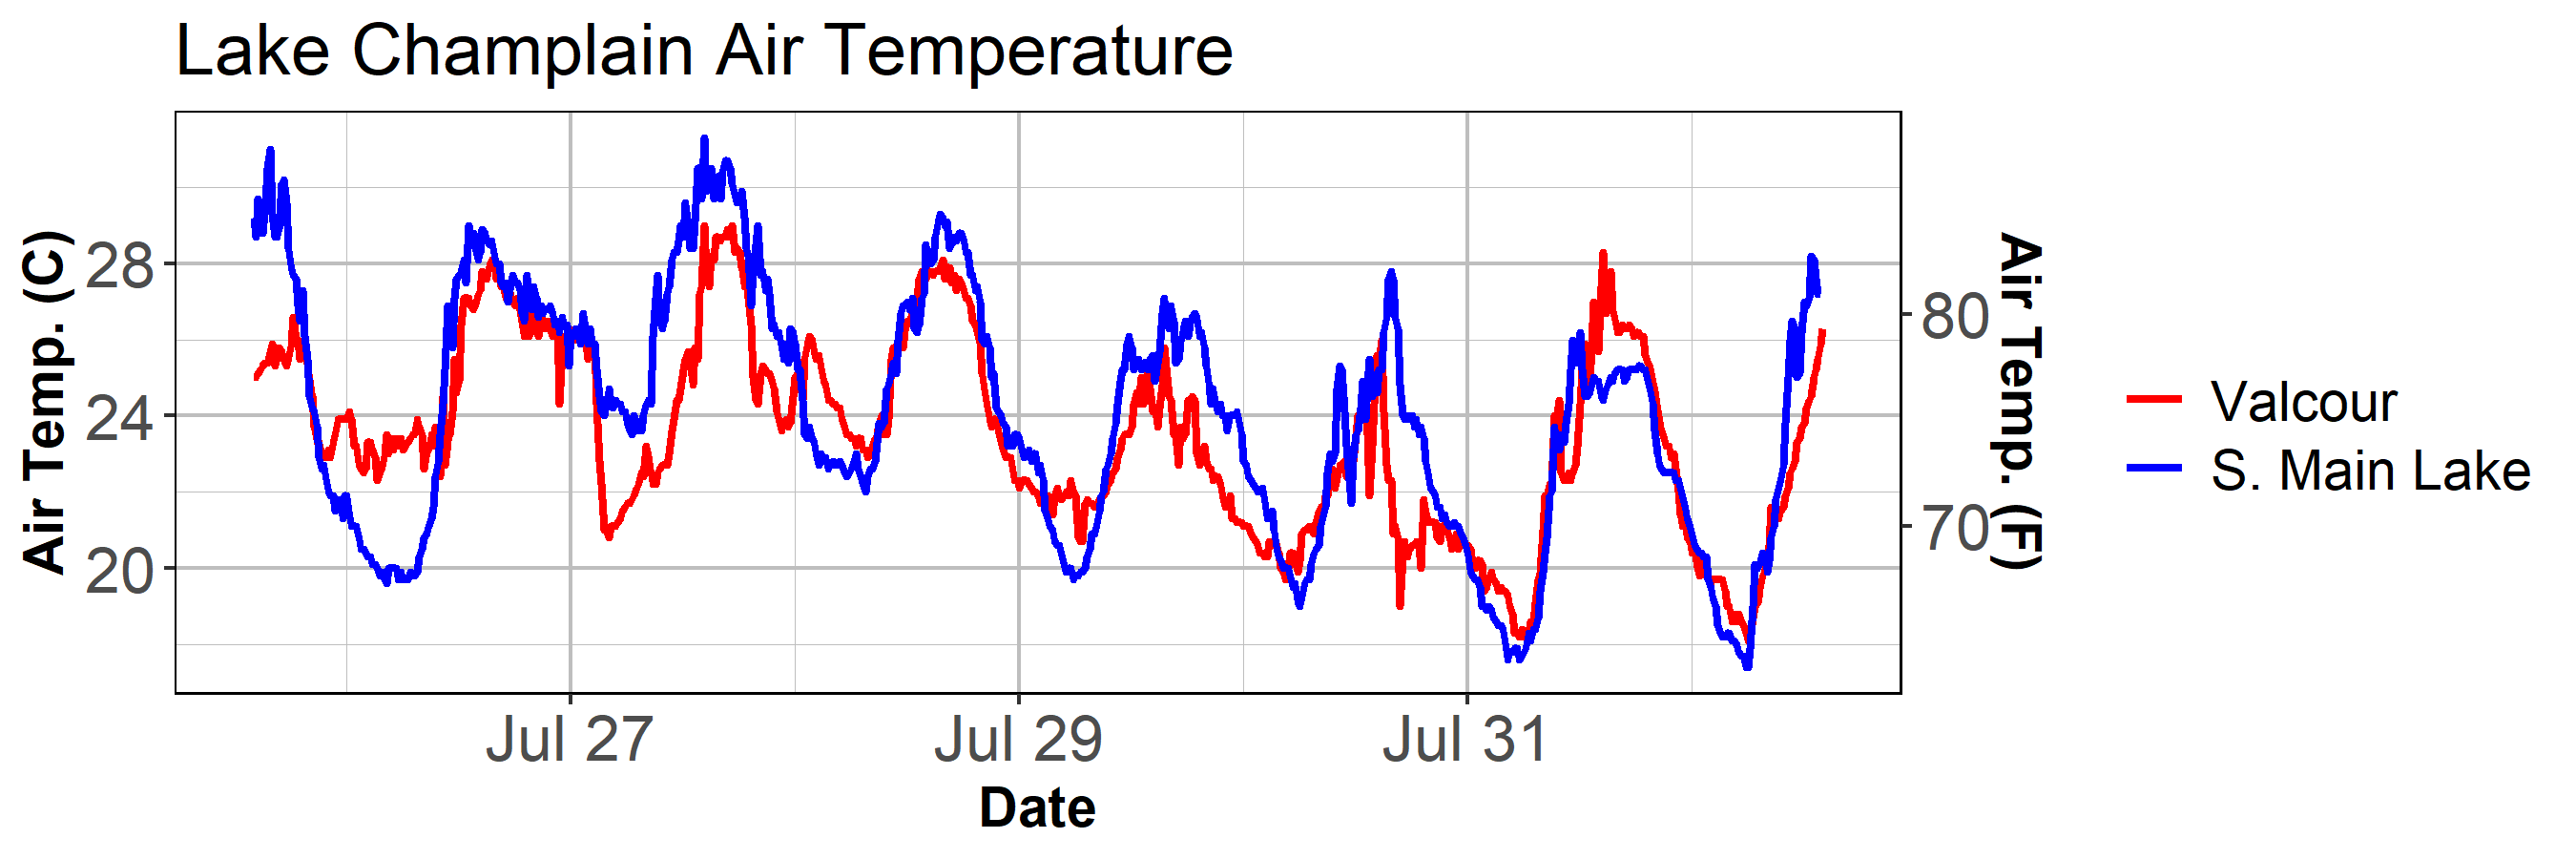 Lake Champlain Air Temperature
Air Temp. (C)
28
24
20
Air Temp. (F)
80
70
Jul 27
Jul 29
Jul 31
Date
Valcour
S. Main Lake